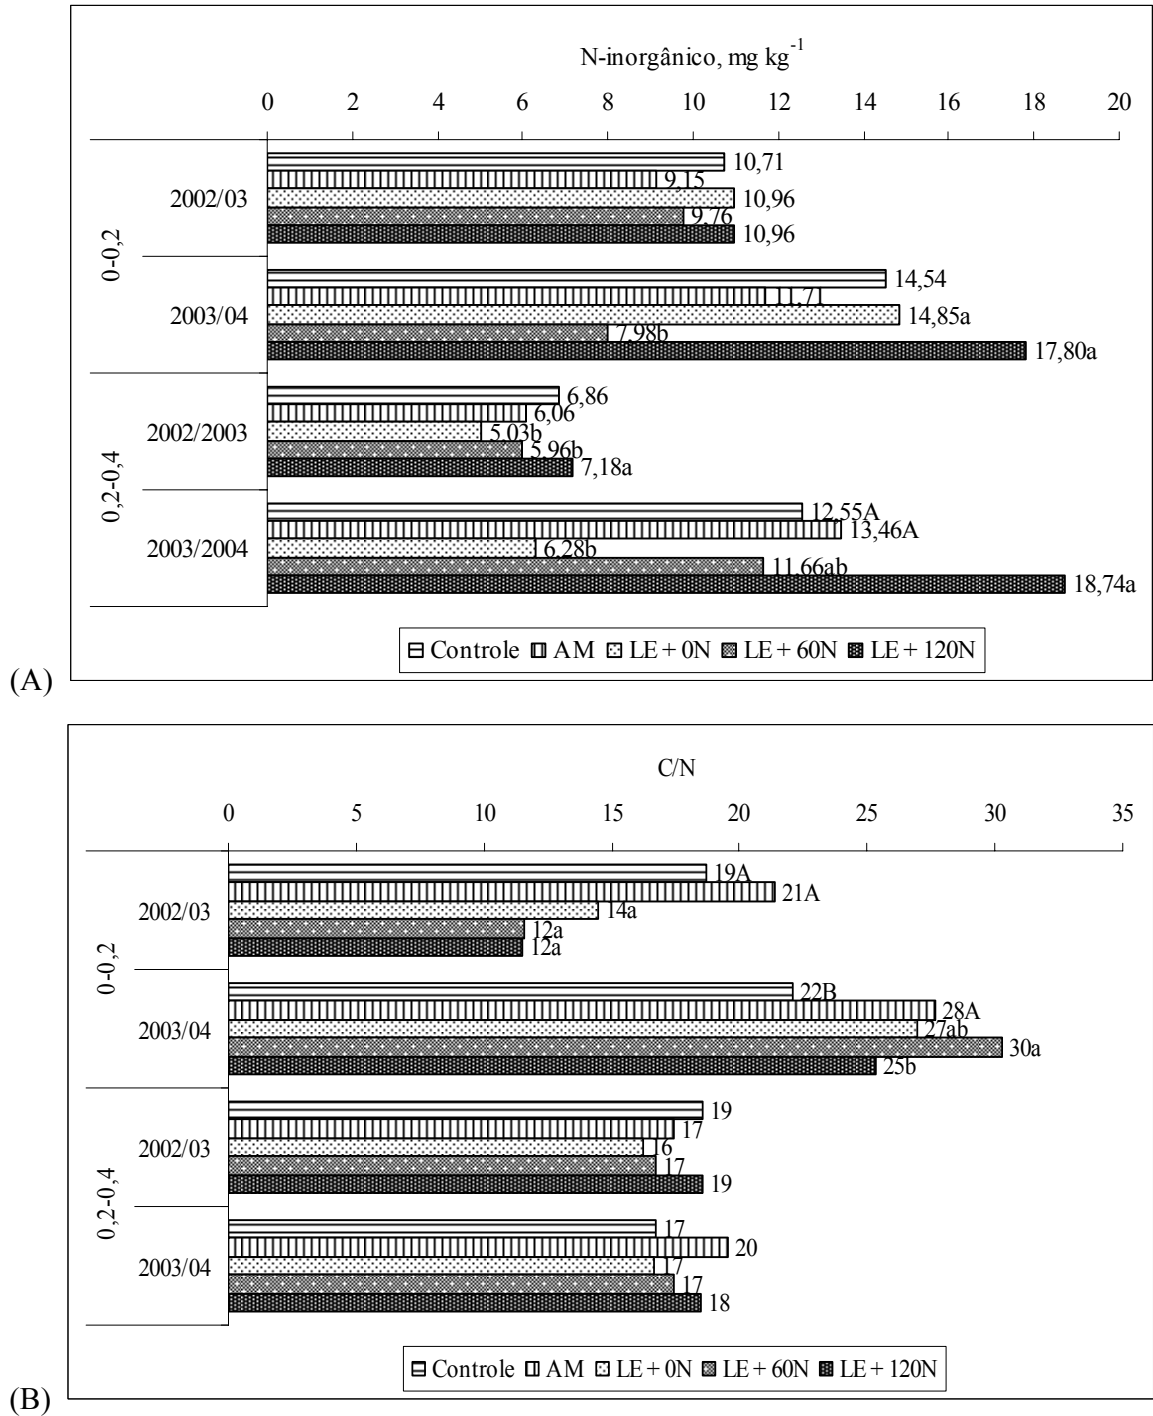 N-inorgânico, mg kg-1
0 2 4 6 8 10 12 14 16 18 20
0-0,2
2002/03
10,71
9,15
10,96
9,76
10,96
2003/04
14,54
11,71
14,85a
7,98b
17,80a
0,2-0,4
2002/2003
6,86
6,06
5,03b
5,96b
7,18a
2003/2004
12,55A
13,46A
6,28b
11,66ab
18,74a
Controle AM LE + 0N LE + 60N LE + 120N
(A)
C/N
0 5 10 15 20 25 30 35
0-0,2
2002/03
19A
21A
14a
12a
12a
2003/04
22B
28A
27ab
30a
25b
0,2-0,4
2002/03
19
17
16
17
19
2003/04
17
20
17
17
18
Controle AM LE + 0N LE + 60N LE + 120N
(B)